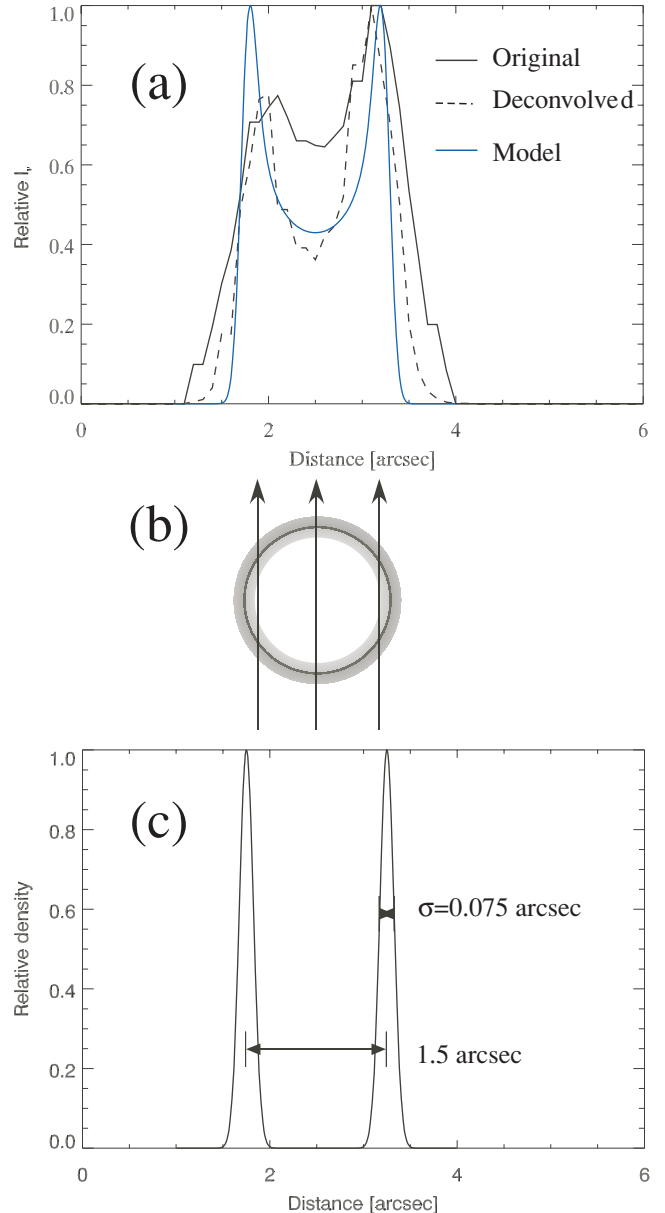 (a)
Original
Deconvolved
Model
Relative Iᵥ
1.0
0.8
0.6
0.4
0.2
0.0
0 2 4 6
Distance [arcsec]
(b)
(c)
Relative density
1.0
0.8
0.6
0.4
0.2
0.0
σ=0.075 arcsec
1.5 arcsec
0 2 4 6
Distance [arcsec]